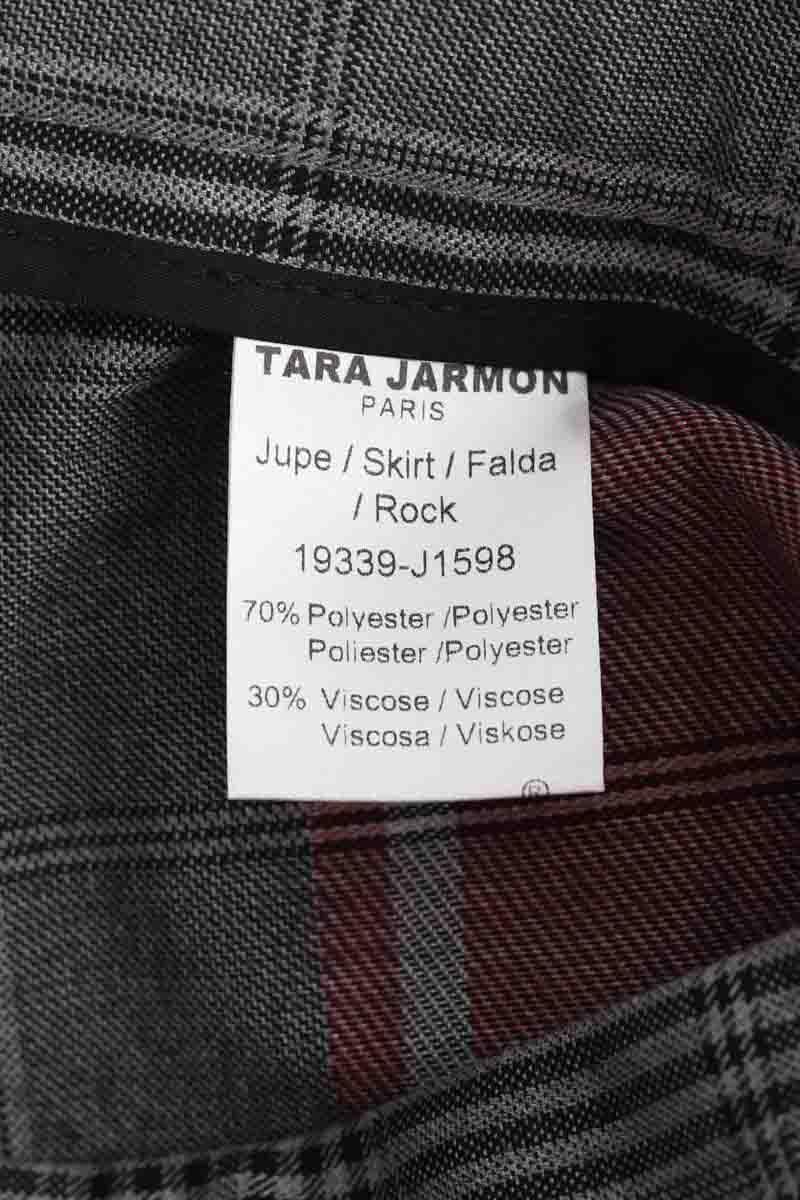 TARA JARMON
PARIS
Jupe / Skirt / Falda
/ Rock
19339-J1598
70% Polyester /Polyester
Poliester /Polyester
30% Viscose / Viscose
Viscosa / Viskose
®